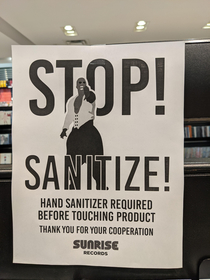 STOP!
SANITIZE!
HAND SANITIZER REQUIRED
BEFORE TOUCHING PRODUCT
THANK YOU FOR YOUR COOPERATION
SUNRISE
RECORDS